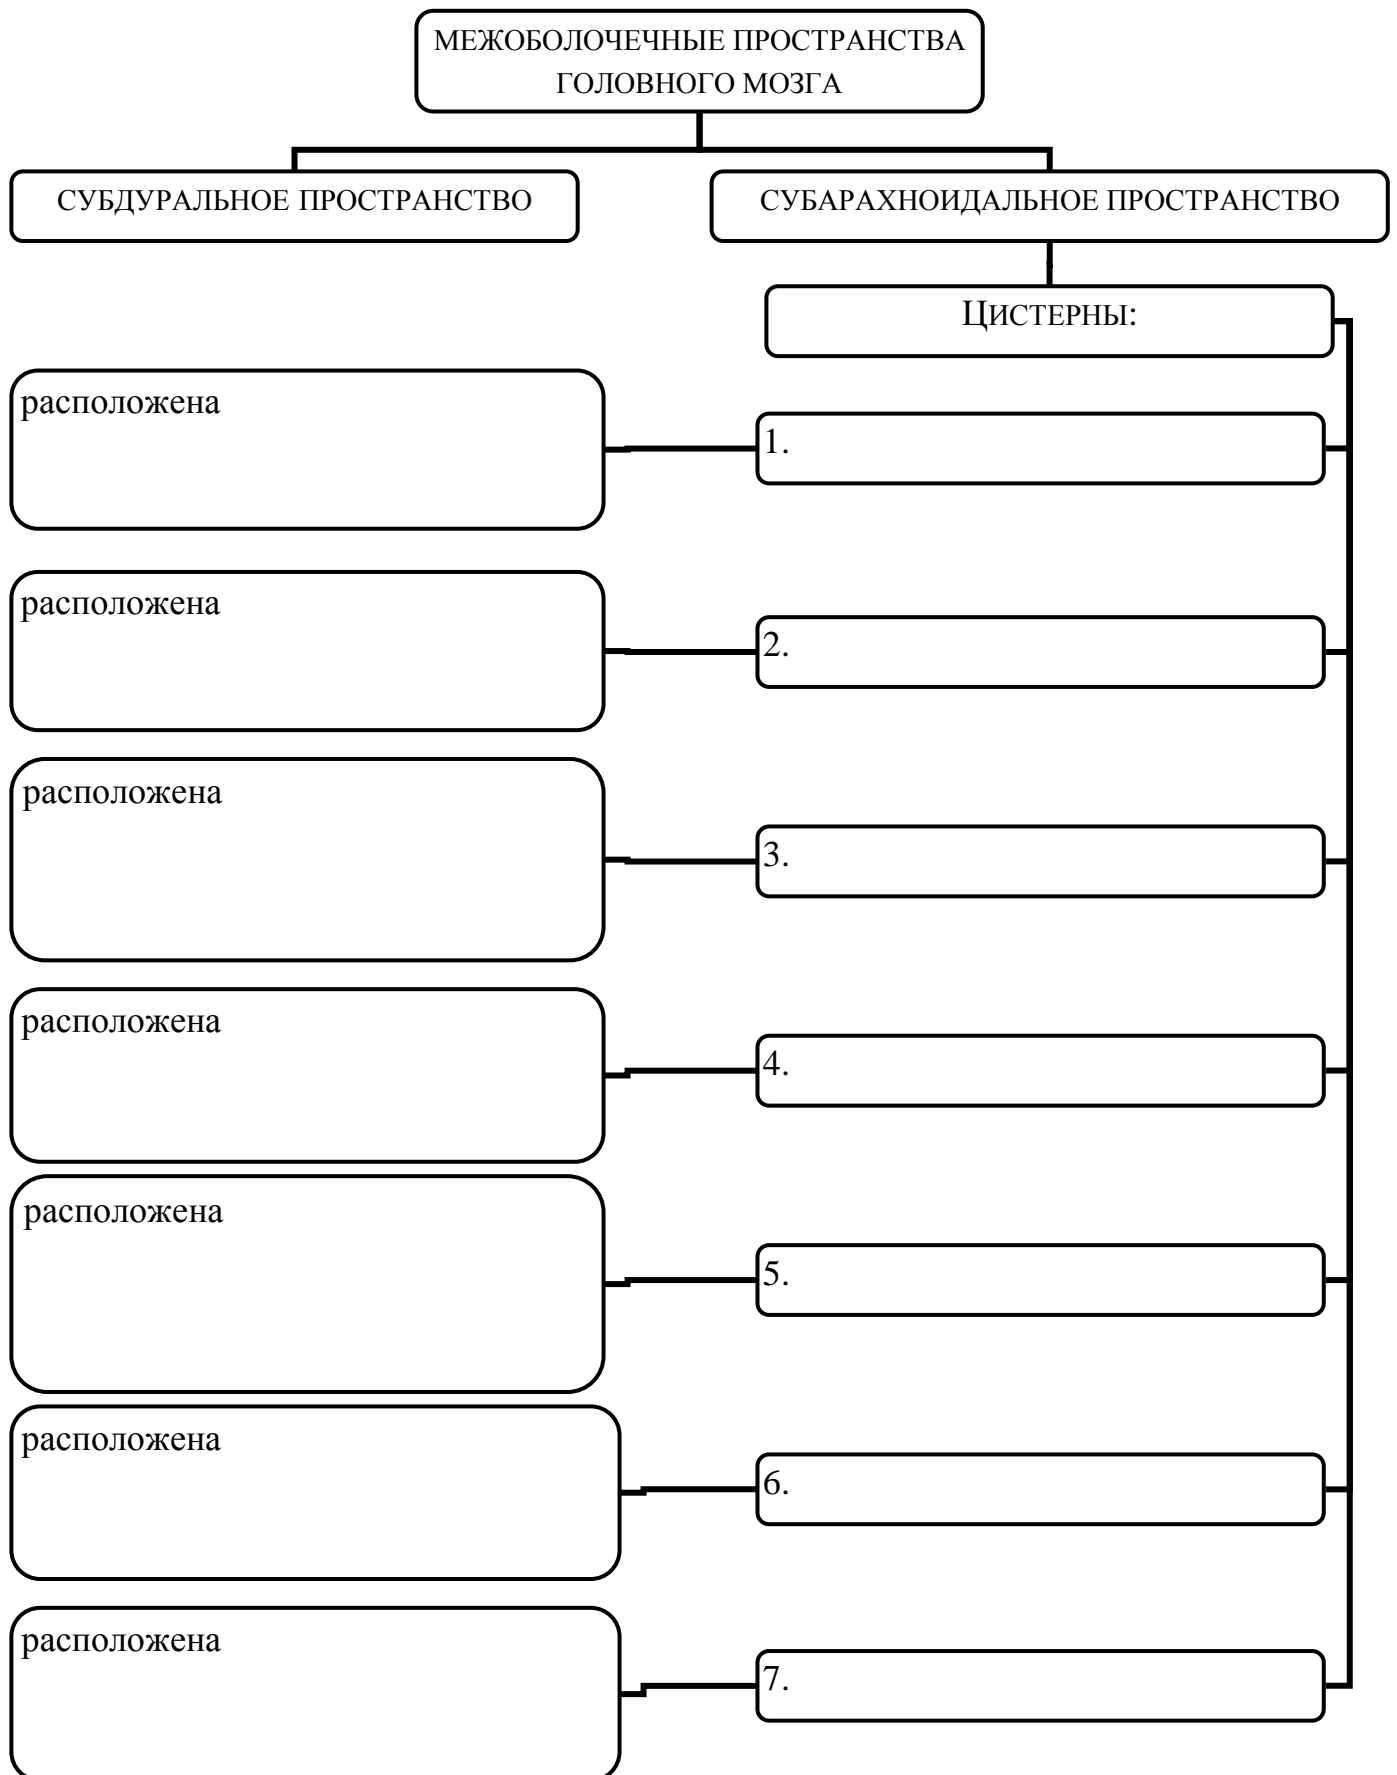 МЕЖОБОЛОЧЕЧНЫЕ ПРОСТРАНСТВА
ГОЛОВНОГО МОЗГА
СУБДУРАЛЬНОЕ ПРОСТРАНСТВО
СУБАРАХНОИДАЛЬНОЕ ПРОСТРАНСТВО
ЦИСТЕРНЫ:
расположена
1.
расположена
2.
расположена
3.
расположена
4.
расположена
5.
расположена
6.
расположена
7.